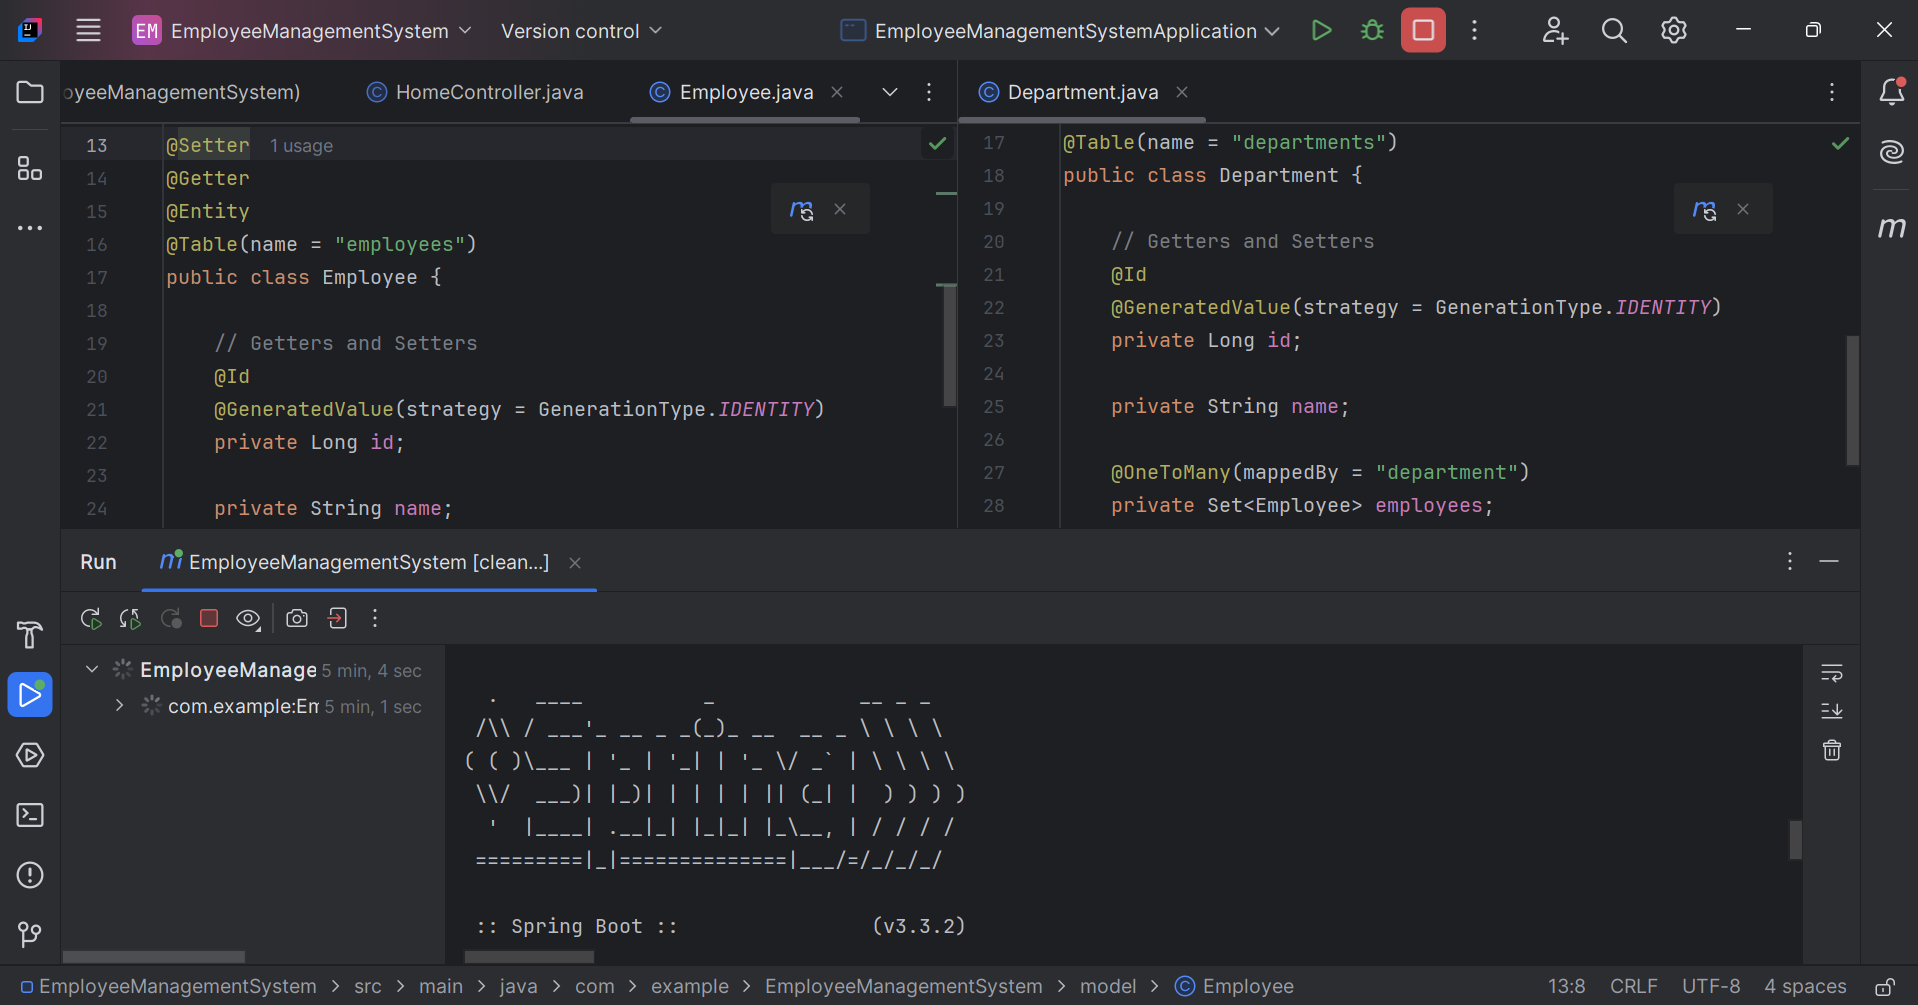 EM EmployeeManagementSystem Version control EmployeeManagementSystemApplication
oyeeManagementSystem) HomeController.java Employee.java
13 @Setter 1 usage
14 @Getter
15 @Entity
16 @Table(name = "employees")
17 public class Employee {
18
19 // Getters and Setters
20 @Id
21 @GeneratedValue(strategy = GenerationType.IDENTITY)
22 private Long id;
23
24 private String name;
Department.java
17 @Table(name = "departments")
18 public class Department {
19
20 // Getters and Setters
21 @Id
22 @GeneratedValue(strategy = GenerationType.IDENTITY)
23 private Long id;
24
25 private String name;
26
27 @OneToMany(mappedBy = "department")
28 private Set<Employee> employees;
m
Run m EmployeeManagementSystem [clean...]
EmployeeManage 5 min, 4 sec
com.example:Em 5 min, 1 sec
  .   ____          _            __ _ _
 /\\ / ___'_ __ _ _(_)_ __  __ _ \ \ \ \
( ( )\___ | '_ | '_| | '_ \/ _` | \ \ \ \
 \\/  ___)| |_)| | | | | || (_| |  ) ) ) )
  '  |____| .__|_| |_|_| |_\__, | / / / /
 =========|_|==============|___/=/_/_/_/
:: Spring Boot :: (v3.3.2)
EmployeeManagementSystem > src > main > java > com > example > EmployeeManagementSystem > model > Employee 13:8 CRLF UTF-8 4 spaces